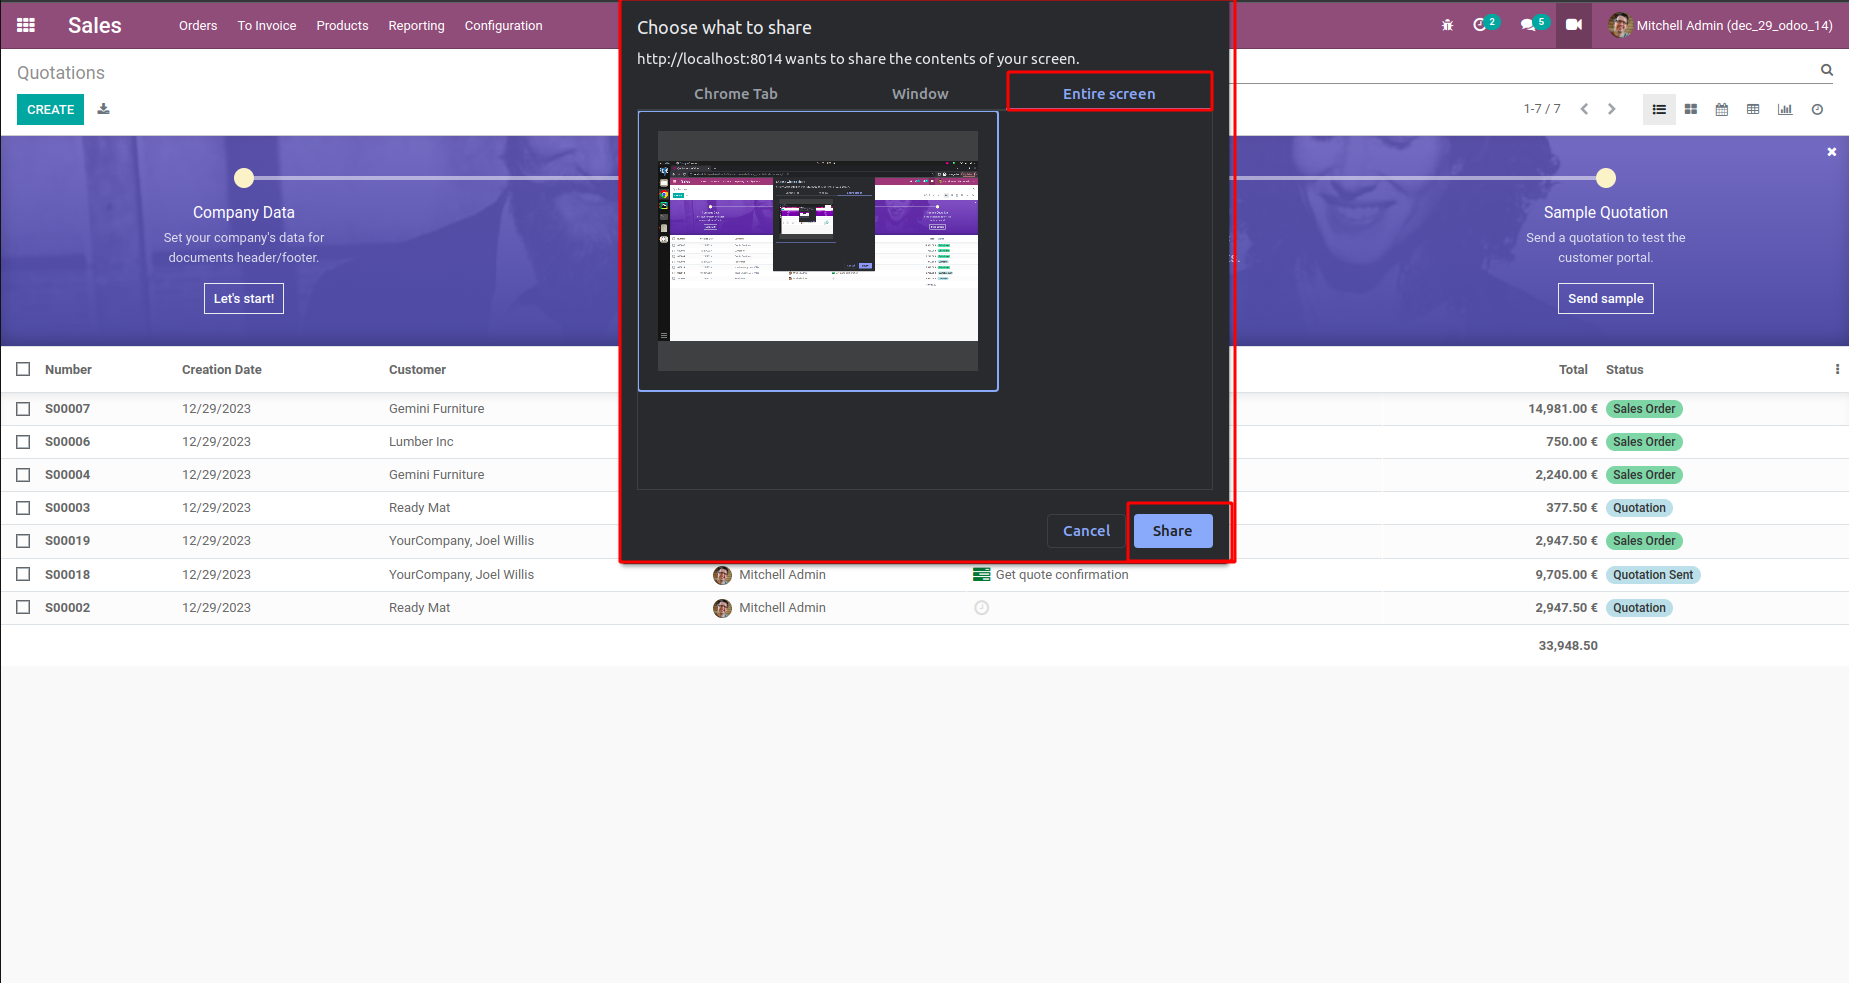 Sales Orders To Invoice Products Reporting Configuration
2 5 Mitchell Admin (dec_29_odoo_14)
Choose what to share
http://localhost:8014 wants to share the contents of your screen.
Chrome Tab Window Entire screen
Cancel Share
Quotations
CREATE
1-7 / 7
Company Data
Set your company's data for
documents header/footer.
Let's start!
Sample Quotation
Send a quotation to test the
customer portal.
Send sample
Number Creation Date Customer Total Status
S00007 12/29/2023 Gemini Furniture 14,981.00 € Sales Order
S00006 12/29/2023 Lumber Inc 750.00 € Sales Order
S00004 12/29/2023 Gemini Furniture 2,240.00 € Sales Order
S00003 12/29/2023 Ready Mat 377.50 € Quotation
S00019 12/29/2023 YourCompany, Joel Willis 2,947.50 € Sales Order
S00018 12/29/2023 YourCompany, Joel Willis Mitchell Admin Get quote confirmation 9,705.00 € Quotation Sent
S00002 12/29/2023 Ready Mat Mitchell Admin 2,947.50 € Quotation
33,948.50